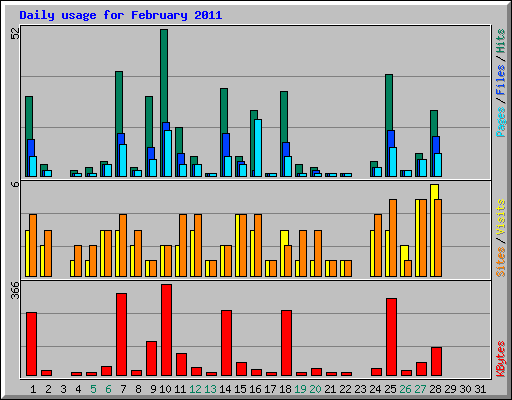 Daily usage for February 2011
52
Pages / Files / Hits
6
Sites / Visits
366
KBytes
1 2 3 4 5 6 7 8 9 10 11 12 13 14 15 16 17 18 19 20 21 22 23 24 25 26 27 28 29 30 31